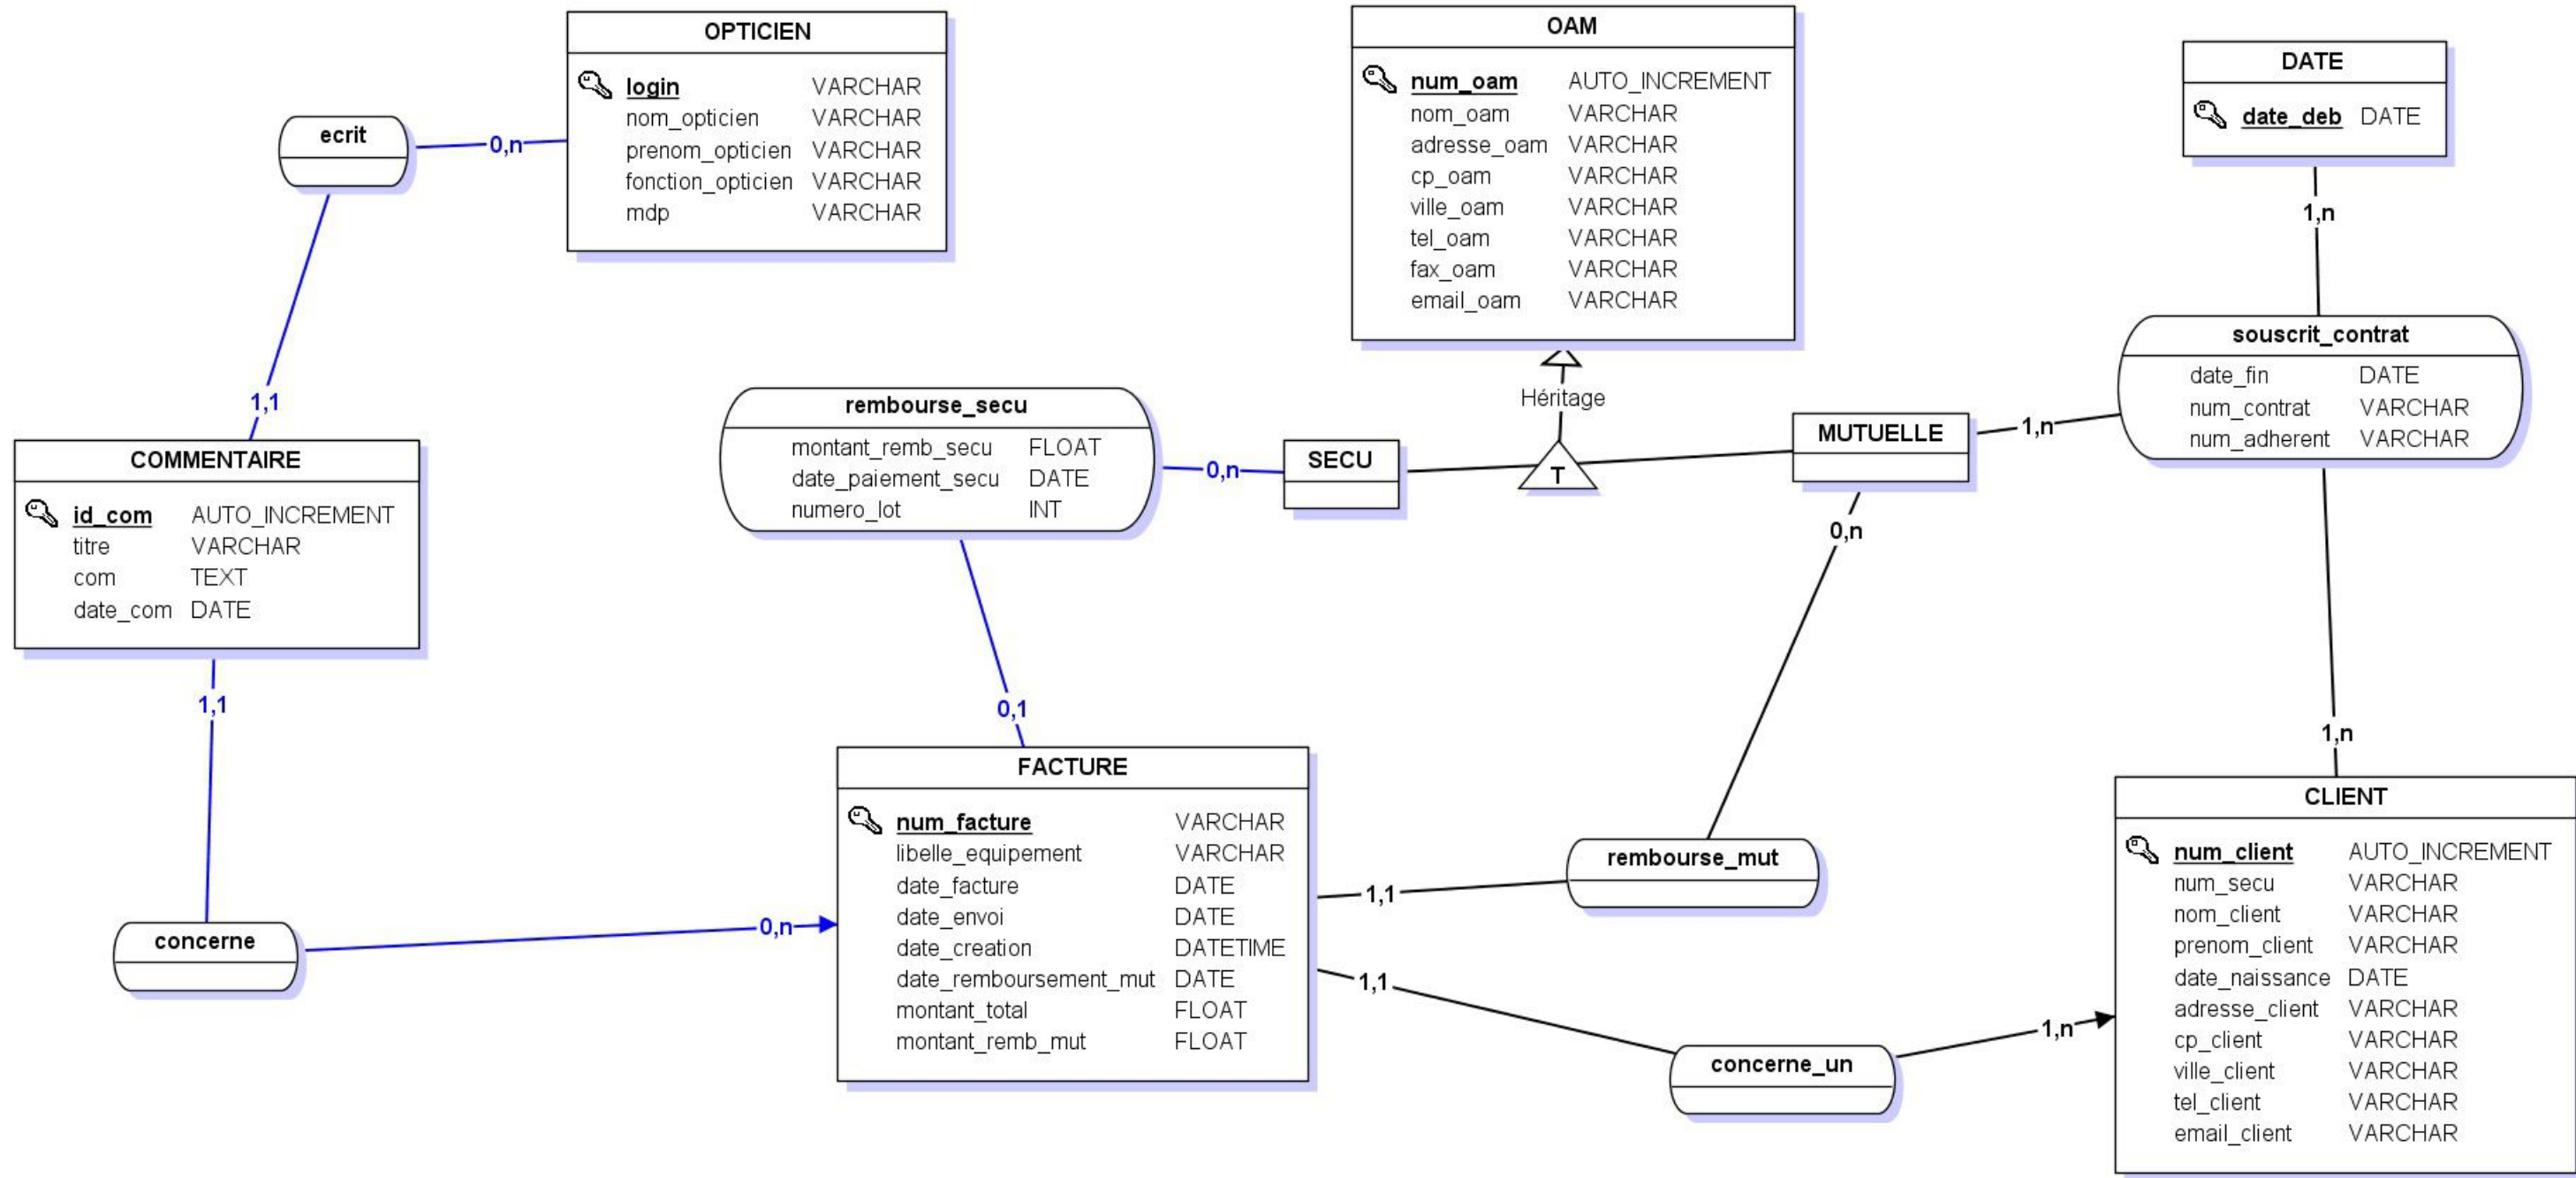 OPTICIEN
login VARCHAR
nom_opticien VARCHAR
prenom_opticien VARCHAR
fonction_opticien VARCHAR
mdp VARCHAR
OAM
num_oam AUTO_INCREMENT
nom_oam VARCHAR
adresse_oam VARCHAR
cp_oam VARCHAR
ville_oam VARCHAR
tel_oam VARCHAR
fax_oam VARCHAR
email_oam VARCHAR
DATE
date_deb DATE
ecrit
0,n
1,n
1,1
Héritage
T
souscrit_contrat
date_fin DATE
num_contrat VARCHAR
num_adherent VARCHAR
rembourse_secu
montant_remb_secu FLOAT
date_paiement_secu DATE
numero_lot INT
0,n
SECU
MUTUELLE
1,n
0,n
COMMENTAIRE
id_com AUTO_INCREMENT
titre VARCHAR
com TEXT
date_com DATE
1,1
0,1
1,n
FACTURE
num_facture VARCHAR
libelle_equipement VARCHAR
date_facture DATE
date_envoi DATE
date_creation DATETIME
date_remboursement_mut DATE
montant_total FLOAT
montant_remb_mut FLOAT
rembourse_mut
1,1
CLIENT
num_client AUTO_INCREMENT
num_secu VARCHAR
nom_client VARCHAR
prenom_client VARCHAR
date_naissance DATE
adresse_client VARCHAR
cp_client VARCHAR
ville_client VARCHAR
tel_client VARCHAR
email_client VARCHAR
concerne
0,n
1,1
concerne_un
1,n